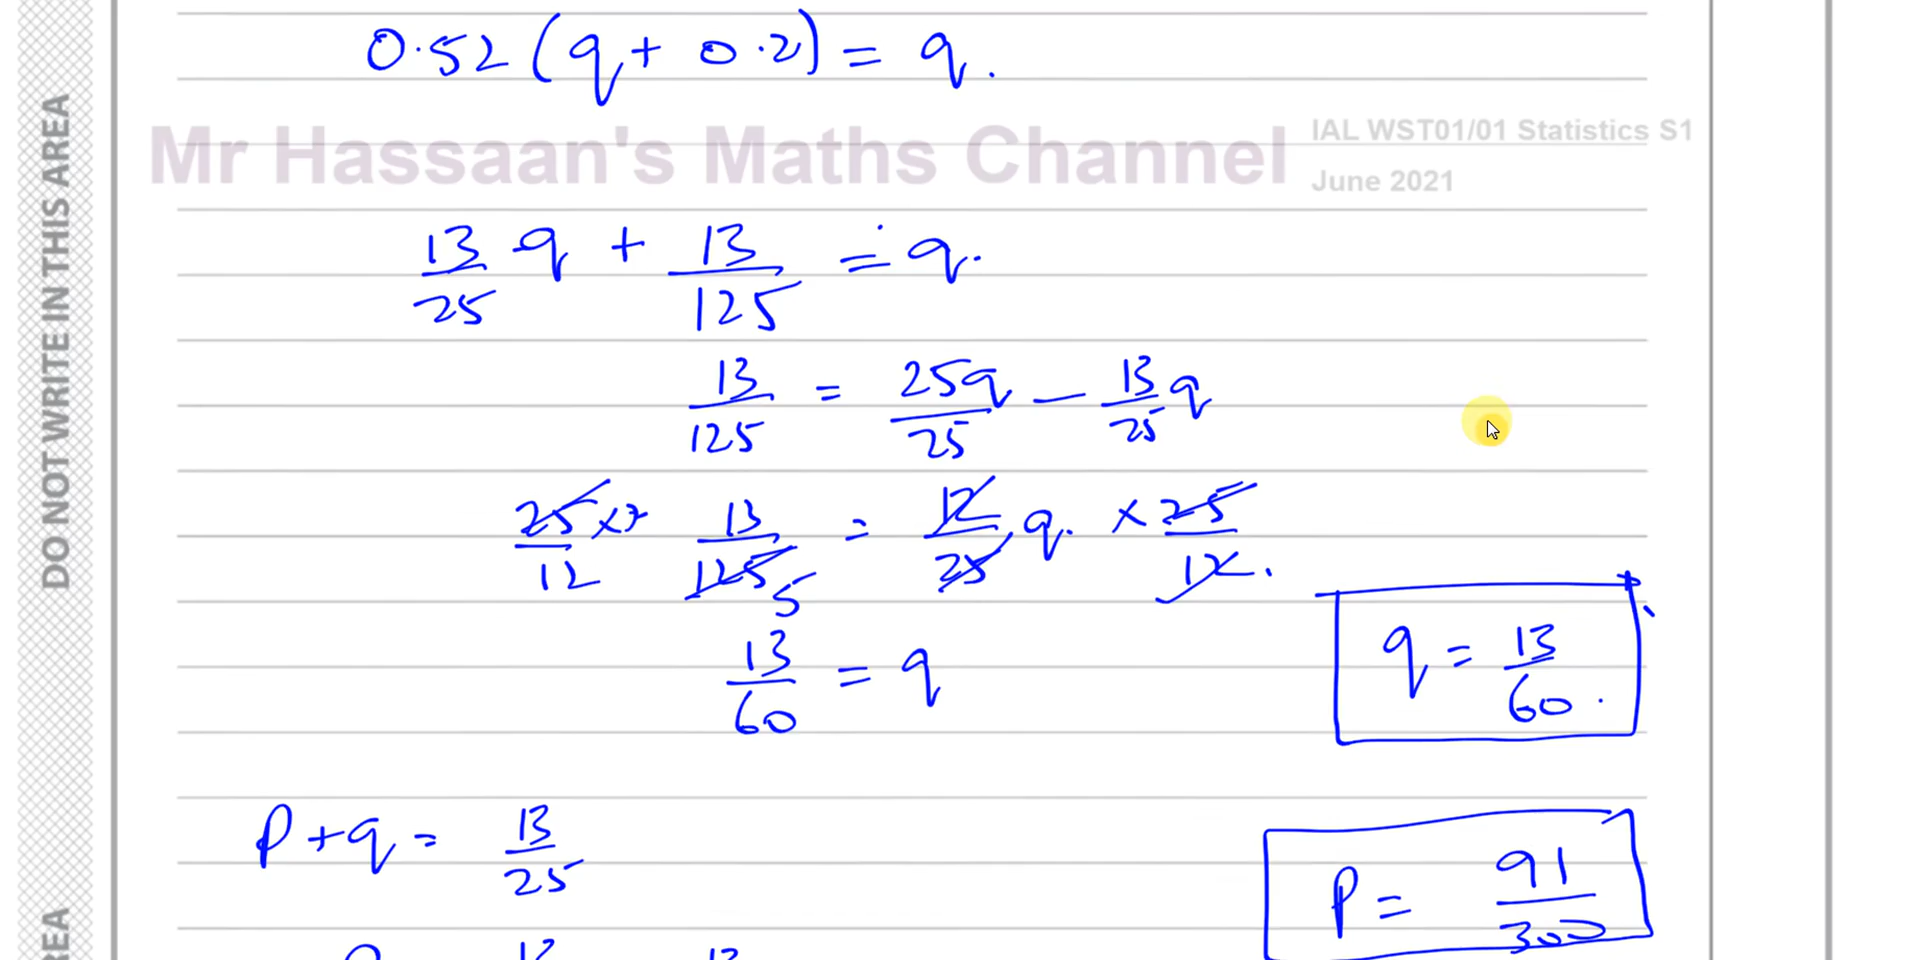 0.52 (q + 0.2) = q.
Mr Hassaan's Maths Channel
IAL WST01/01 Statistics S1
June 2021
13/25 q + 13/125 = q.
13/125 = 25q/25 - 13/25 q
25/12 × 13/125 5 = 12/25 q. × 25/12.
13/60 = q
q = 13/60.
P + q = 13/25
P = 91/300
DO NOT WRITE IN THIS AREA
REA